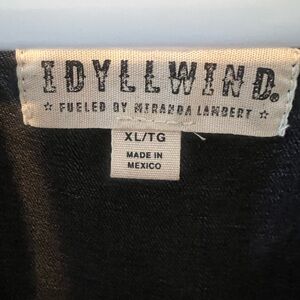 IDYLLWIND®
☆ FUELED BY MIRANDA LAMBERT ☆
XL/TG
MADE IN
MEXICO